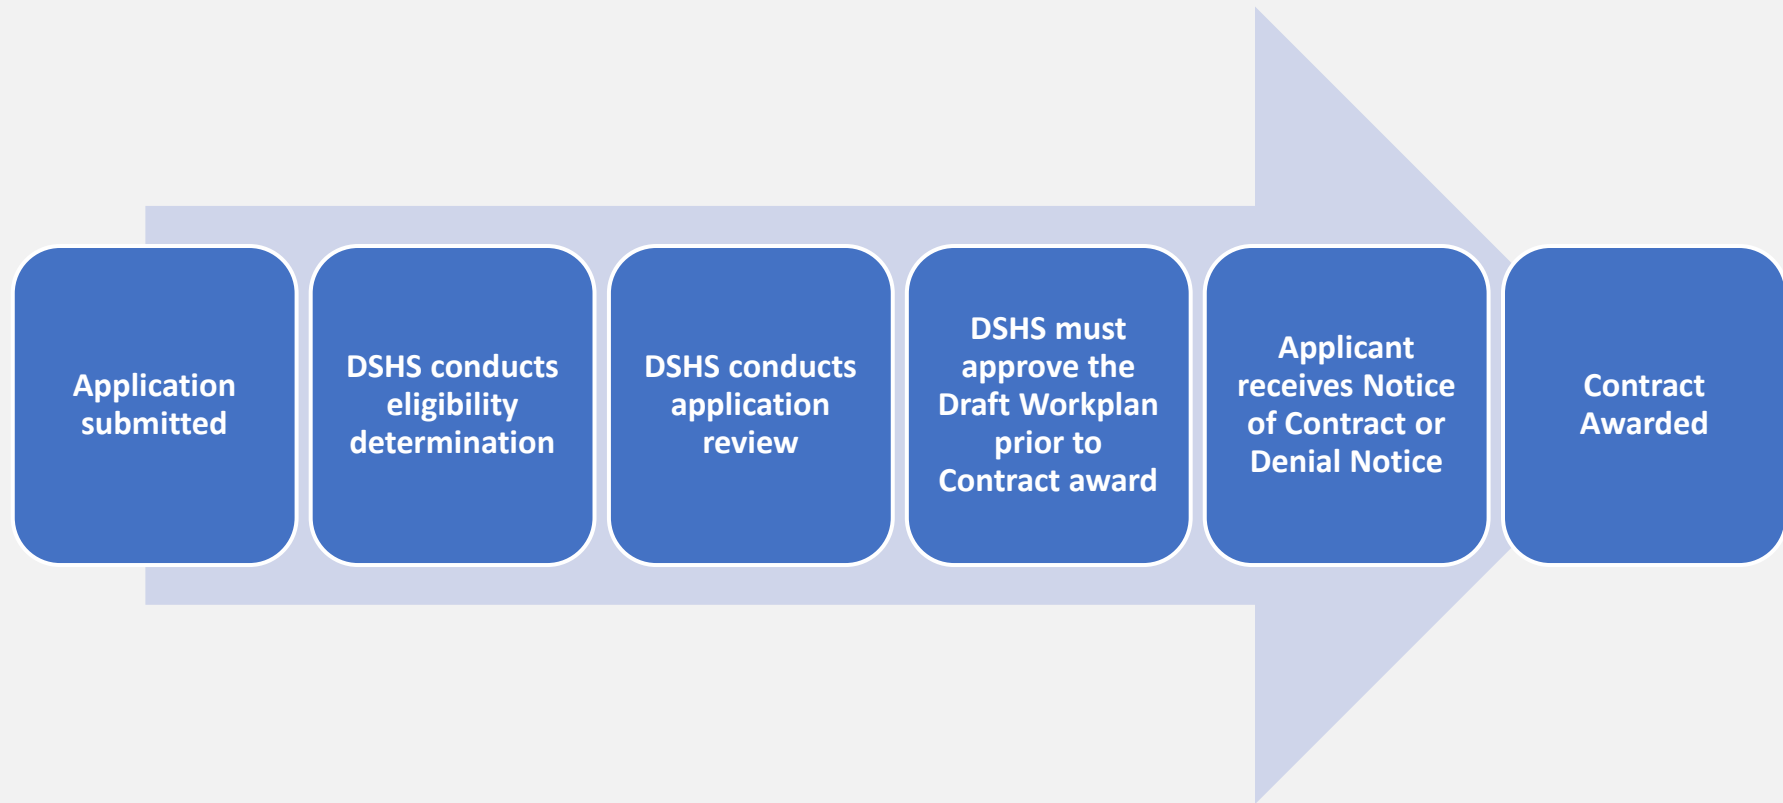 Application
submitted
DSHS conducts
eligibility
determination
DSHS conducts
application
review
DSHS must
approve the
Draft Workplan
prior to
Contract award
Applicant
receives Notice
of Contract or
Denial Notice
Contract
Awarded